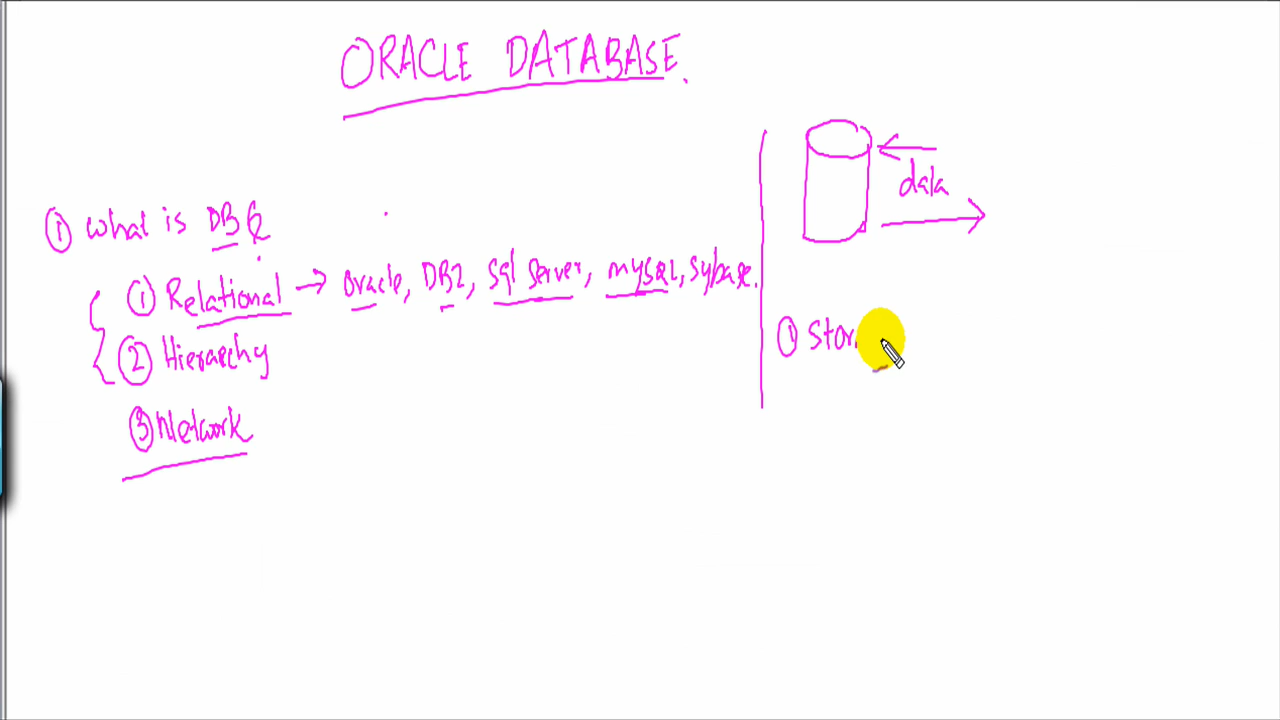 ORACLE DATABASE.
① What is DB?
① Relional → oracle, DB2, sql server, mysql, sybase.
② Hierarchy
③ Network
data
① Stor